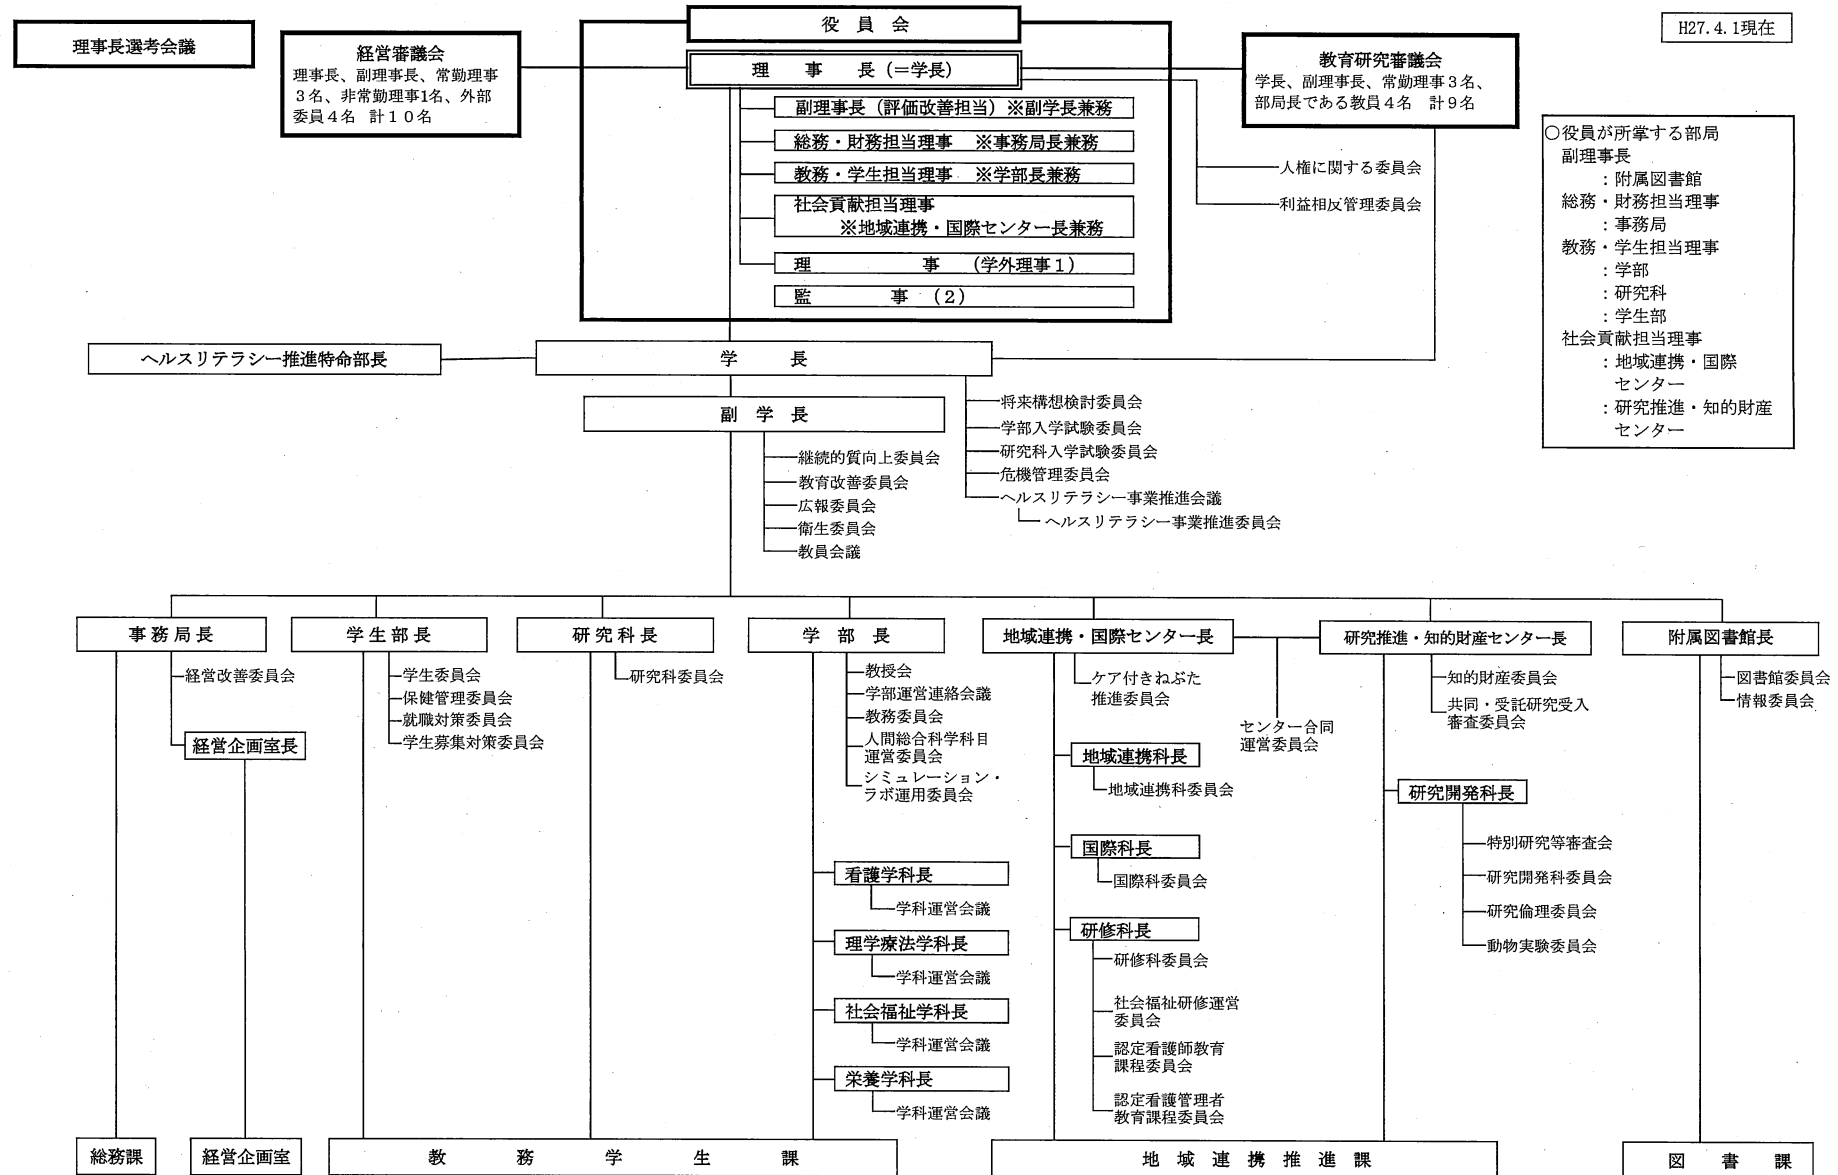 理事長選考会議
経営審議会
理事長、副理事長、常勤理事
３名、非常勤理事1名、外部
委員４名　計１０名
役　員　会
理　事　長（＝学長）
副理事長（評価改善担当）※副学長兼務
総務・財務担当理事　※事務局長兼務
教務・学生担当理事　※学部長兼務
社会貢献担当理事
※地域連携・国際センター長兼務
理　事　（学外理事１）
監　事　（２）
教育研究審議会
学長、副理事長、常勤理事３名、
部局長である教員４名　計９名
H27.4.1現在
人権に関する委員会
利益相反管理委員会
〇役員が所掌する部局
副理事長
：附属図書館
総務・財務担当理事
：事務局
教務・学生担当理事
：学部
：研究科
：学生部
社会貢献担当理事
：地域連携・国際
センター
：研究推進・知的財産
センター
ヘルスリテラシー推進特命部長
学　長
副　学　長
将来構想検討委員会
学部入学試験委員会
研究科入学試験委員会
危機管理委員会
ヘルスリテラシー事業推進会議
ヘルスリテラシー事業推進委員会
継続的質向上委員会
教育改善委員会
広報委員会
衛生委員会
教員会議
事務局長
経営改善委員会
経営企画室長
学生部長
学生委員会
保健管理委員会
就職対策委員会
学生募集対策委員会
研究科長
研究科委員会
学　部　長
教授会
学部運営連絡会議
教務委員会
人間総合科学科目
運営委員会
シミュレーション・
ラボ運用委員会
看護学科長
学科運営会議
理学療法学科長
学科運営会議
社会福祉学科長
学科運営会議
栄養学科長
学科運営会議
地域連携・国際センター長
ケア付きねぶた
推進委員会
地域連携科長
地域連携科委員会
国際科長
国際科委員会
研修科長
研修科委員会
社会福祉研修運営
委員会
認定看護師教育
課程委員会
認定看護管理者
教育課程委員会
センター合同
運営委員会
研究推進・知的財産センター長
知的財産委員会
共同・受託研究受入
審査委員会
研究開発科長
特別研究等審査会
研究開発科委員会
研究倫理委員会
動物実験委員会
附属図書館長
図書館委員会
情報委員会
総務課
経営企画室
教　務　学　生　課
地　域　連　携　推　進　課
図　書　課